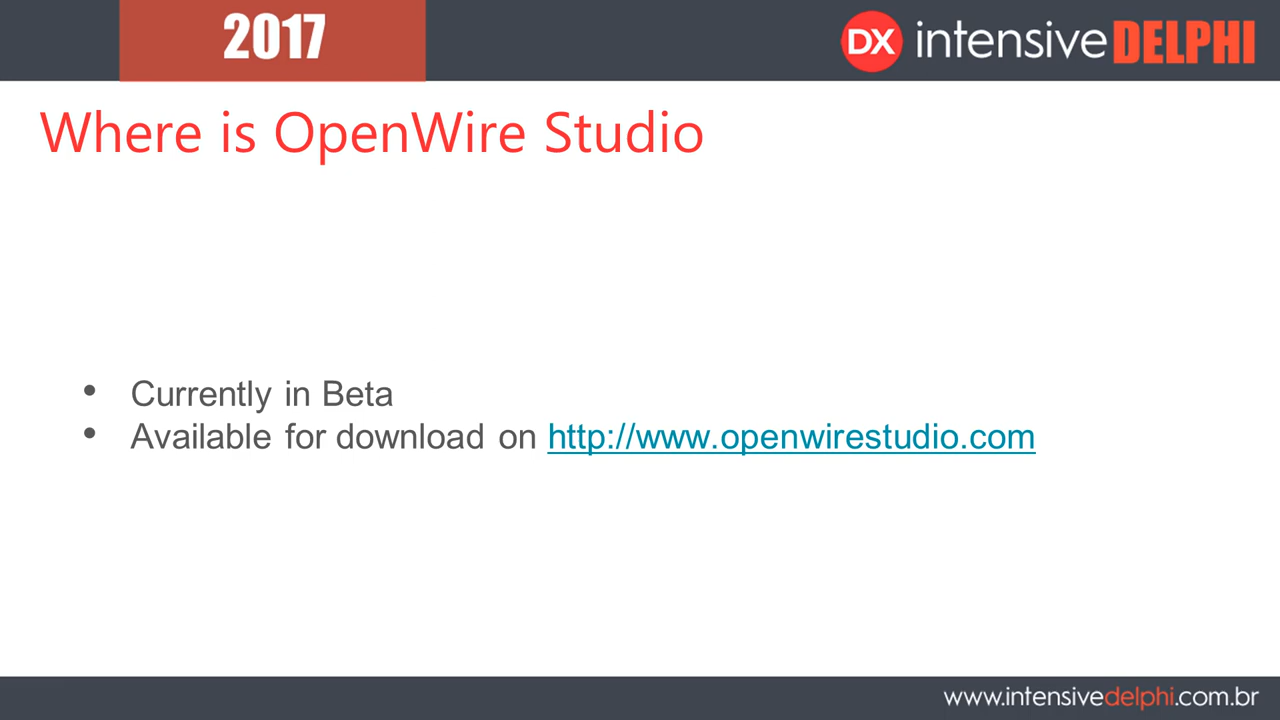 2017
DX intensiveDELPHI
Where is OpenWire Studio
• Currently in Beta
• Available for download on http://www.openwirestudio.com
www.intensivedelphi.com.br